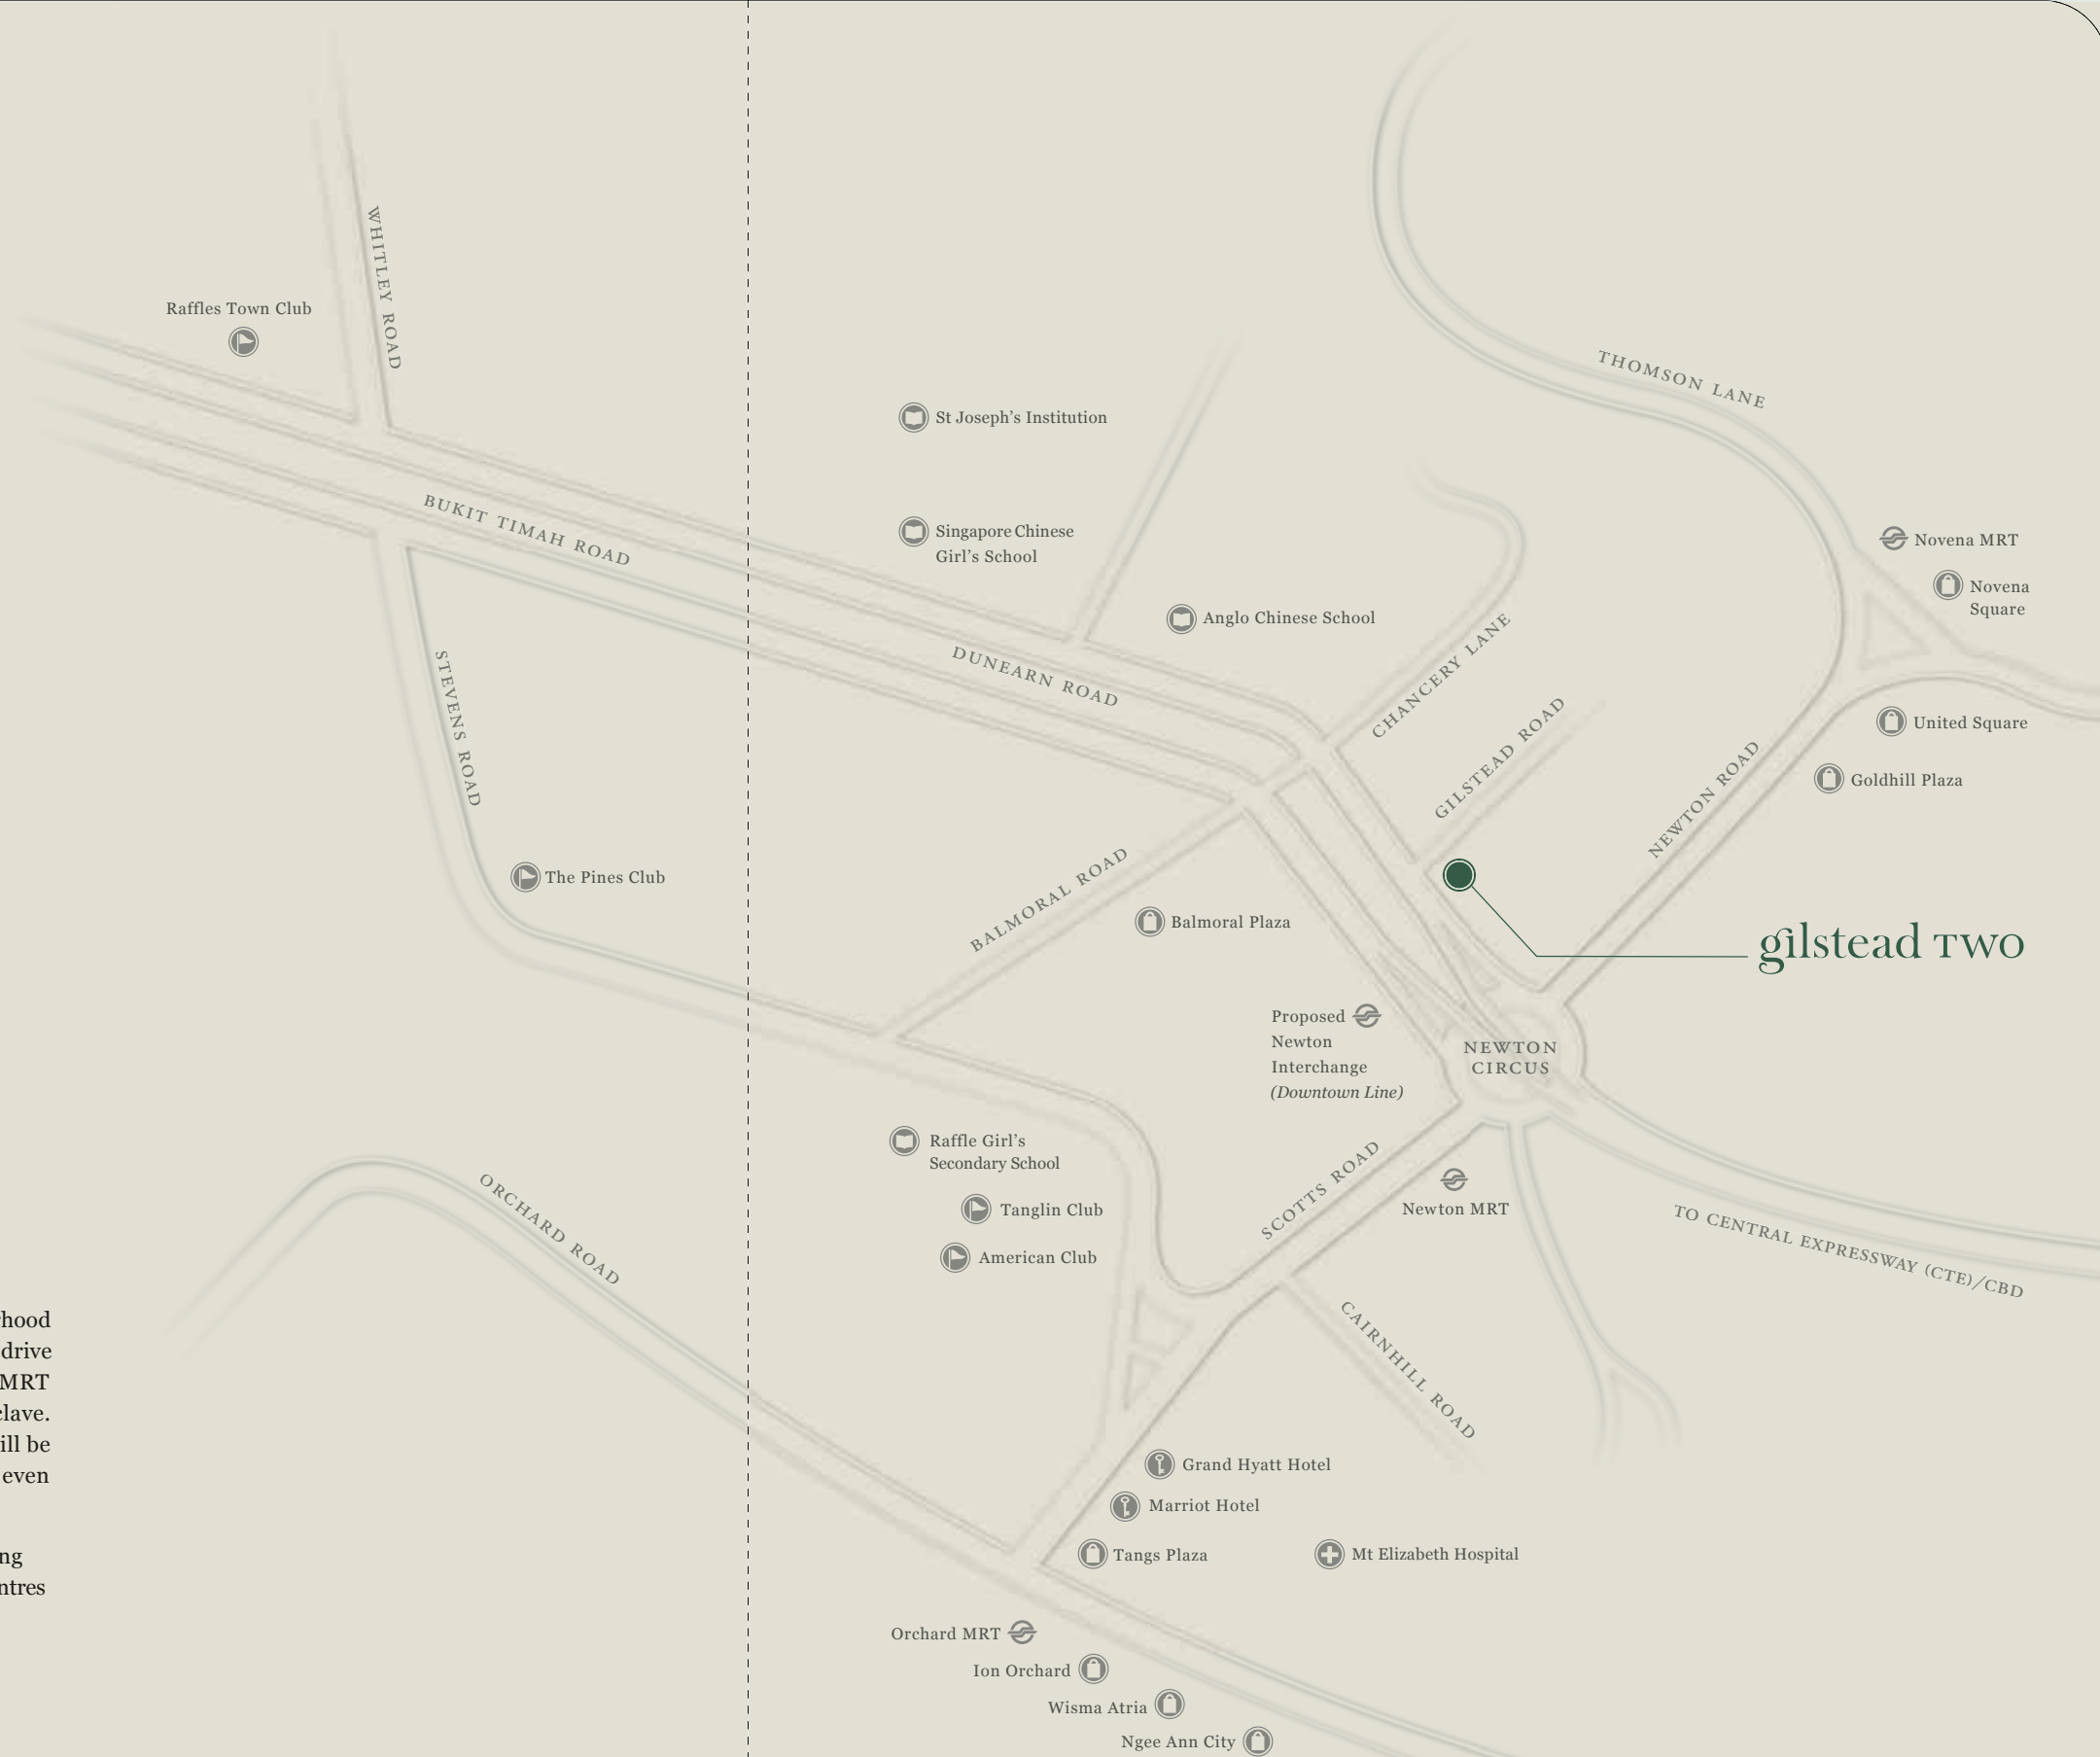 WHITLEY ROAD
Raffles Town Club
THOMSON LANE
St Joseph's Institution
BUKIT TIMAH ROAD
Singapore Chinese
Girl's School
Novena MRT
Novena
Square
Anglo Chinese School
CHANCERY LANE
DUNEARN ROAD
STEVENS ROAD
GILSTEAD ROAD
United Square
NEWTON ROAD
Goldhill Plaza
The Pines Club
BALMORAL ROAD
Balmoral Plaza
gilstead TWO
Proposed
Newton
Interchange
(Downtown Line)
NEWTON
CIRCUS
Raffle Girl's
Secondary School
SCOTTS ROAD
Tanglin Club
Newton MRT
ORCHARD ROAD
American Club
TO CENTRAL EXPRESSWAY (CTE)/CBD
CAIRNHILL ROAD
hood
drive
MRT
clave.
ill be
even
Grand Hyatt Hotel
Marriot Hotel
ng
ntres
Tangs Plaza
Mt Elizabeth Hospital
Orchard MRT
Ion Orchard
Wisma Atria
Ngee Ann City